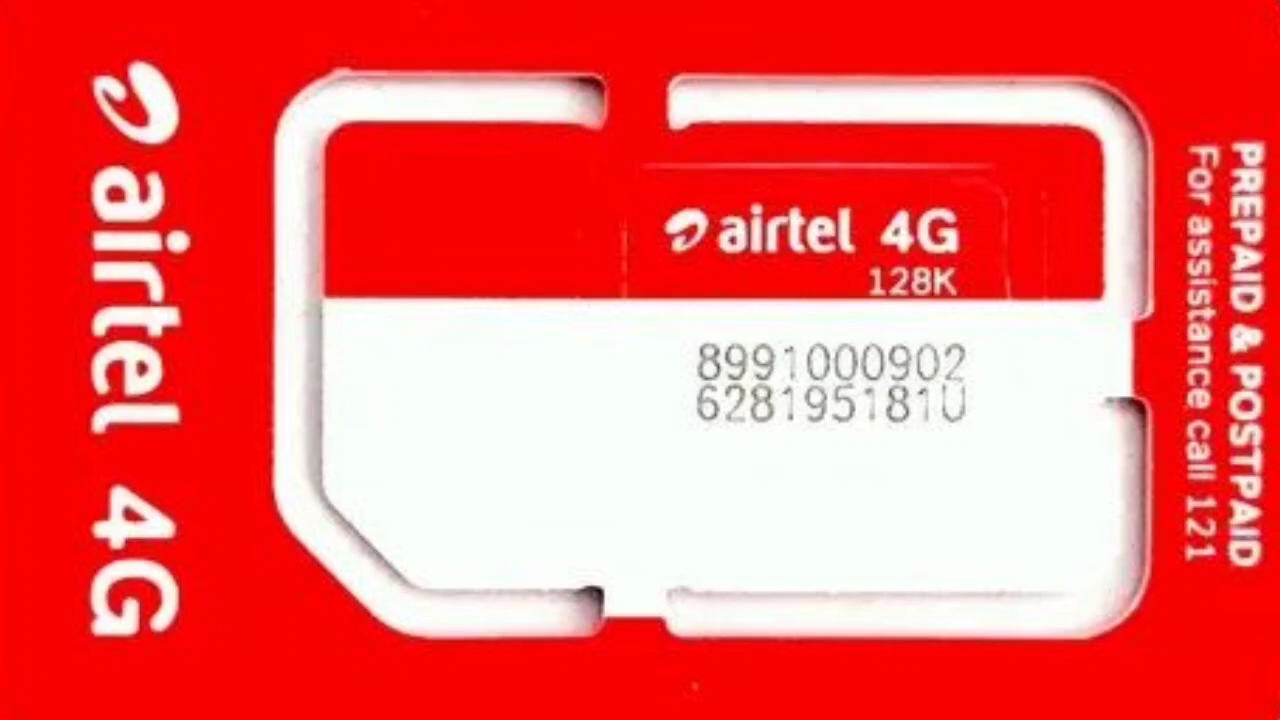 airtel 4G
airtel 4G
128K
8991000902
628195181U
PREPAID & POSTPAID
For assistance call 121